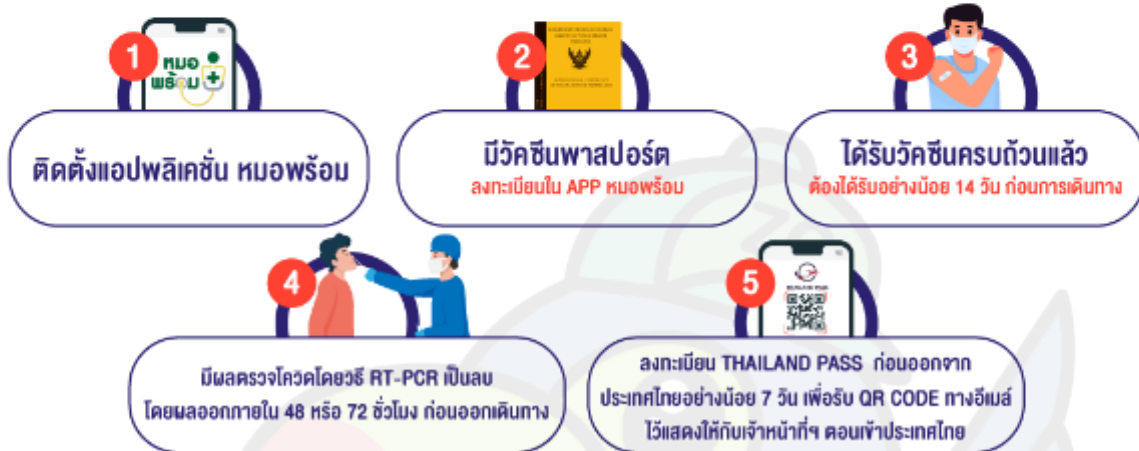 1
หมอ
พร้อม
ติดตั้งแอปพลิเคชั่น หมอพร้อม
2
มีวัคซีนพาสปอร์ต
ลงทะเบียนใน APP หมอพร้อม
3
ได้รับวัคซีนครบถ้วนแล้ว
ต้องได้รับอย่างน้อย 14 วัน ก่อนการเดินทาง
4
มีผลตรวจโควิดโดยวิธี RT-PCR เป็นลบ
โดยผลออกภายใน 48 หรือ 72 ชั่วโมง ก่อนออกเดินทาง
5
THAILAND PASS
ลงทะเบียน THAILAND PASS ก่อนออกจาก
ประเทศไทยอย่างน้อย 7 วัน เพื่อรับ QR CODE ทางอีเมล์
ไว้แสดงให้กับเจ้าหน้าที่ฯ ตอนเข้าประเทศไทย